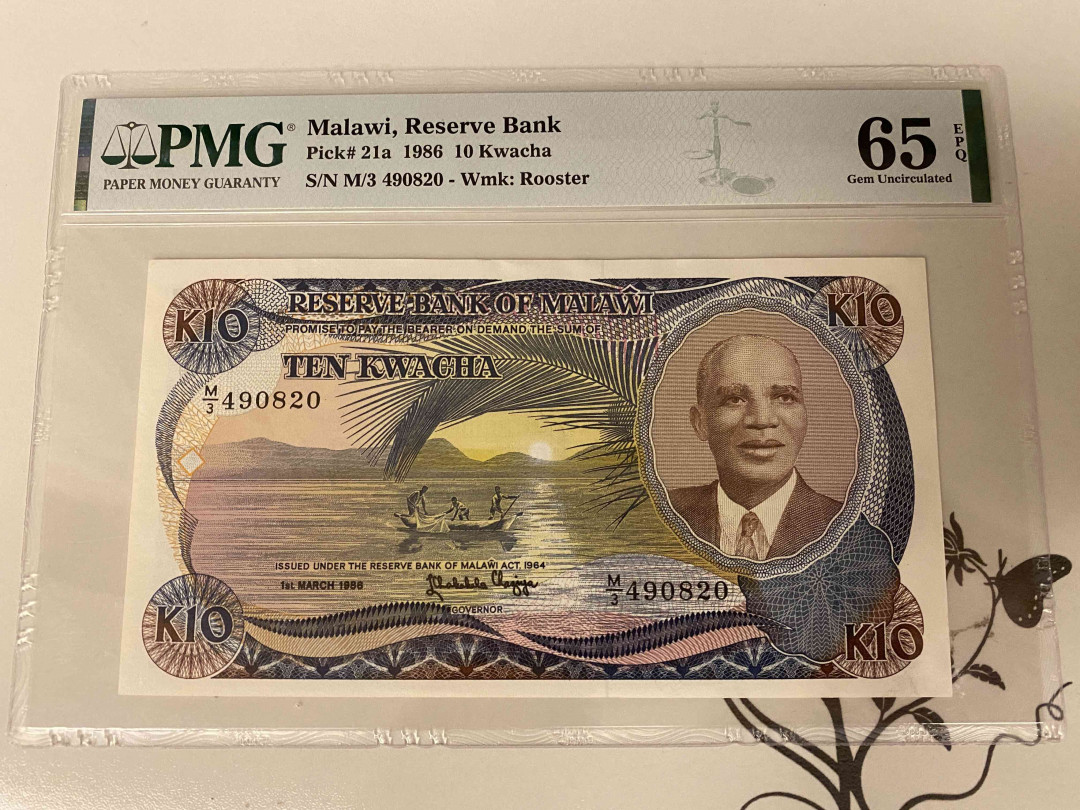 PMG®
PAPER MONEY GUARANTY
Malawi, Reserve Bank
Pick# 21a 1986 10 Kwacha
S/N M/3 490820 - Wmk: Rooster
65
EPQ
Gem Uncirculated
K10
RESERVE BANK OF MALAŴI
K10
PROMISE TO PAY THE BEARER ON DEMAND THE SUM OF
TEN KWACHA
M/3 490820
ISSUED UNDER THE RESERVE BANK OF MALAŴI ACT, 1964
1st. MARCH 1986
M/3 490820
GOVERNOR
K10
K10